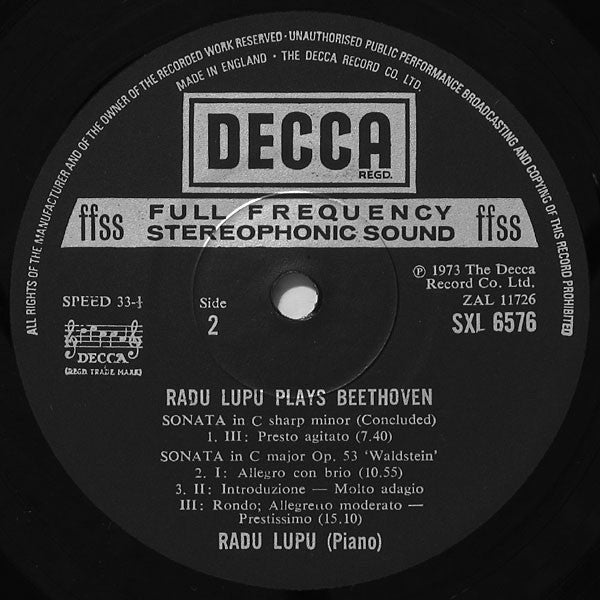 ALL RIGHTS OF THE MANUFACTURER AND OF THE OWNER OF THE RECORDED WORK RESERVED · UNAUTHORISED PUBLIC PERFORMANCE BROADCASTING AND COPYING OF THIS RECORD PROHIBITED
MADE IN ENGLAND · THE DECCA RECORD CO. LTD.
DECCA
REGD.
ffss FULL FREQUENCY STEREOPHONIC SOUND ffss
℗ 1973 The Decca
Record Co. Ltd.
ZAL 11726
SXL 6576
SPEED 33-⅓
Side
2
DECCA
(REGD. TRADE MARK)
RADU LUPU PLAYS BEETHOVEN
SONATA in C sharp minor (Concluded)
1. III: Presto agitato (7.40)
SONATA in C major Op. 53 ‘Waldstein’
2. I: Allegro con brio (10.55)
3. II: Introduzione — Molto adagio
III: Rondo; Allegretto moderato —
Prestissimo (15.10)
RADU LUPU (Piano)